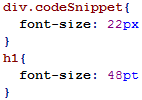 div.codeSnippet{
  font-size: 22px
}
h1{
  font-size: 48pt
}